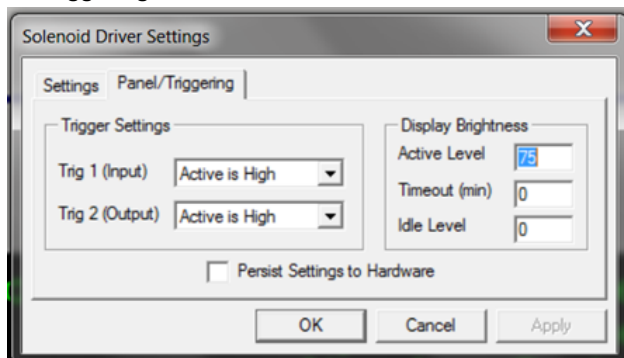 Solenoid Driver Settings
X
Settings
Panel/Triggering
Trigger Settings
Trig 1 (Input)
Active is High
Trig 2 (Output)
Active is High
Display Brightness
Active Level
75
Timeout (min)
0
Idle Level
0
Persist Settings to Hardware
OK
Cancel
Apply